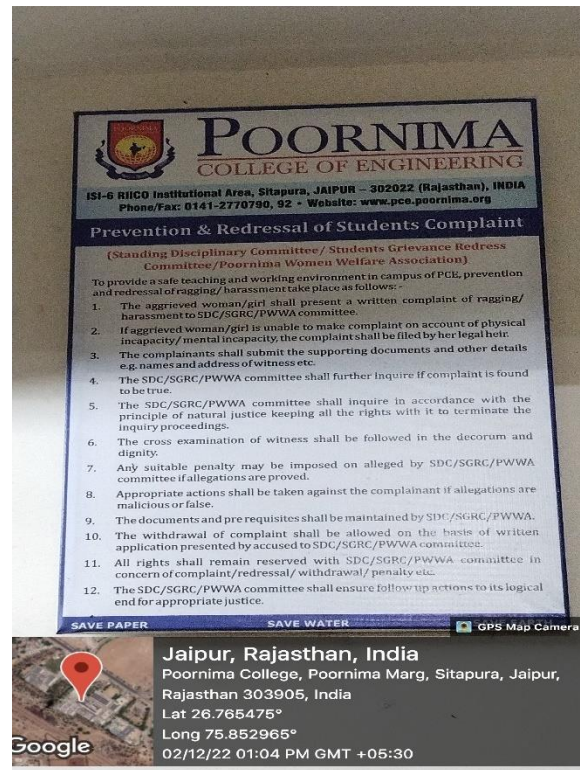 POORNIMA
POORNIMA
COLLEGE OF ENGINEERING
ISI-6 RIICO Institutional Area, Sitapura, JAIPUR – 302022 (Rajasthan), INDIA
Phone/Fax: 0141-2770790, 92 • Website: www.pce.poornima.org
Prevention & Redressal of Students Complaint
(Standing Disciplinary Committee/ Students Grievance Redress
Committee/Poornima Women Welfare Association)
To provide a safe teaching and working environment in campus of PCE, prevention
and redressal of ragging/ harassment take place as follows: -
1. The aggrieved woman/girl shall present a written complaint of ragging/
harassment to SDC/SGRC/PWWA committee.
2. If aggrieved woman/girl is unable to make complaint on account of physical
incapacity/ mental incapacity, the complaint shall be filed by her legal heir.
3. The complainants shall submit the supporting documents and other details
e.g. names and address of witness etc.
4. The SDC/SGRC/PWWA committee shall further inquire if complaint is found
to be true.
5. The SDC/SGRC/PWWA committee shall inquire in accordance with the
principle of natural justice keeping all the rights with it to terminate the
inquiry proceedings.
6. The cross examination of witness shall be followed in the decorum and
dignity.
7. Any suitable penalty may be imposed on alleged by SDC/SGRC/PWWA
committee if allegations are proved.
8. Appropriate actions shall be taken against the complainant if allegations are
malicious or false.
9. The documents and pre requisites shall be maintained by SDC/SGRC/PWWA.
10. The withdrawal of complaint shall be allowed on the basis of written
application presented by accused to SDC/SGRC/PWWA committee.
11. All rights shall remain reserved with SDC/SGRC/PWWA committee in
concern of complaint/redressal/ withdrawal/ penalty etc.
12. The SDC/SGRC/PWWA committee shall ensure follow up actions to its logical
end for appropriate justice.
SAVE PAPER SAVE WATER SAVE EARTH
GPS Map Camera
Jaipur, Rajasthan, India
Poornima College, Poornima Marg, Sitapura, Jaipur,
Rajasthan 303905, India
Lat 26.765475°
Long 75.852965°
02/12/22 01:04 PM GMT +05:30
Google